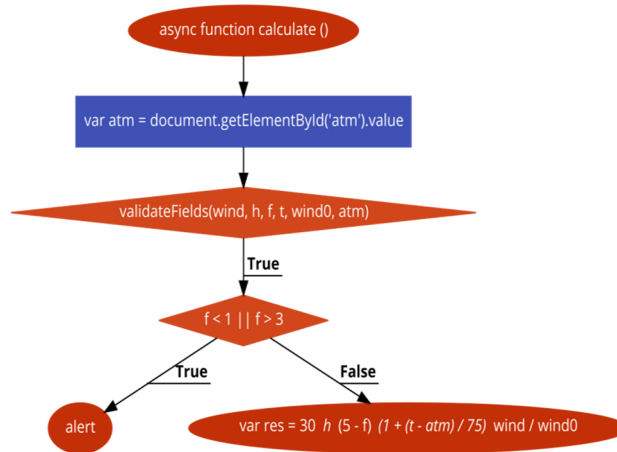 async function calculate ()
var atm = document.getElementById('atm').value
validateFields(wind, h, f, t, wind0, atm)
True
f < 1 || f > 3
True
False
alert
var res = 30 h (5 - f) (1 + (t - atm) / 75) wind / wind0